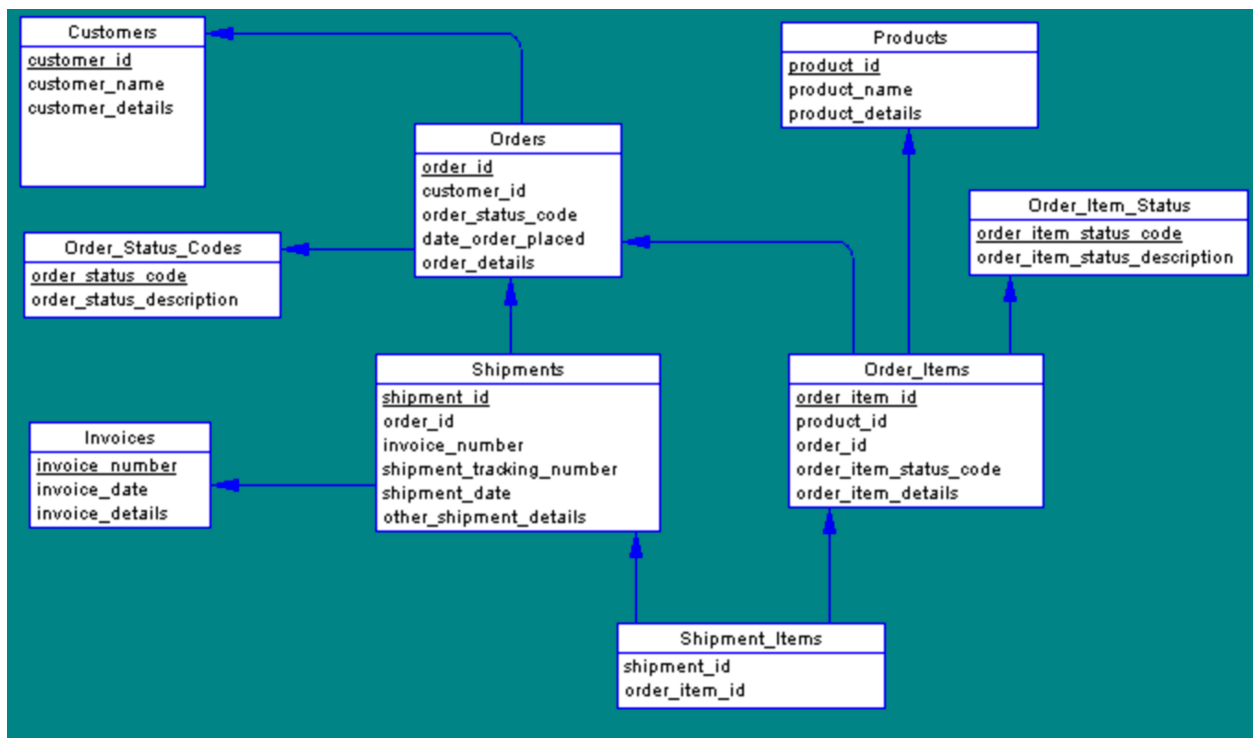 Customers
customer_id
customer_name
customer_details
Products
product_id
product_name
product_details
Orders
order_id
customer_id
order_status_code
date_order_placed
order_details
Order_Item_Status
order_item_status_code
order_item_status_description
Order_Status_Codes
order_status_code
order_status_description
Shipments
shipment_id
order_id
invoice_number
shipment_tracking_number
shipment_date
other_shipment_details
Order_Items
order_item_id
product_id
order_id
order_item_status_code
order_item_details
Invoices
invoice_number
invoice_date
invoice_details
Shipment_Items
shipment_id
order_item_id